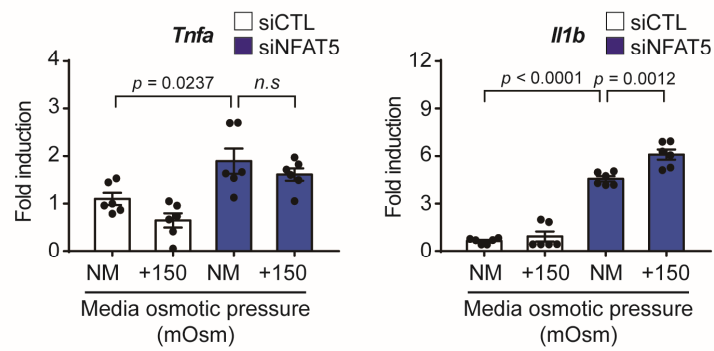 Tnfa
siCTL
siNFAT5
Fold induction
4
3
2
1
0
p = 0.0237
n.s
NM
+150
NM
+150
Media osmotic pressure
(mOsm)
Il1b
siCTL
siNFAT5
Fold induction
12
9
6
3
0
p < 0.0001
p = 0.0012
NM
+150
NM
+150
Media osmotic pressure
(mOsm)